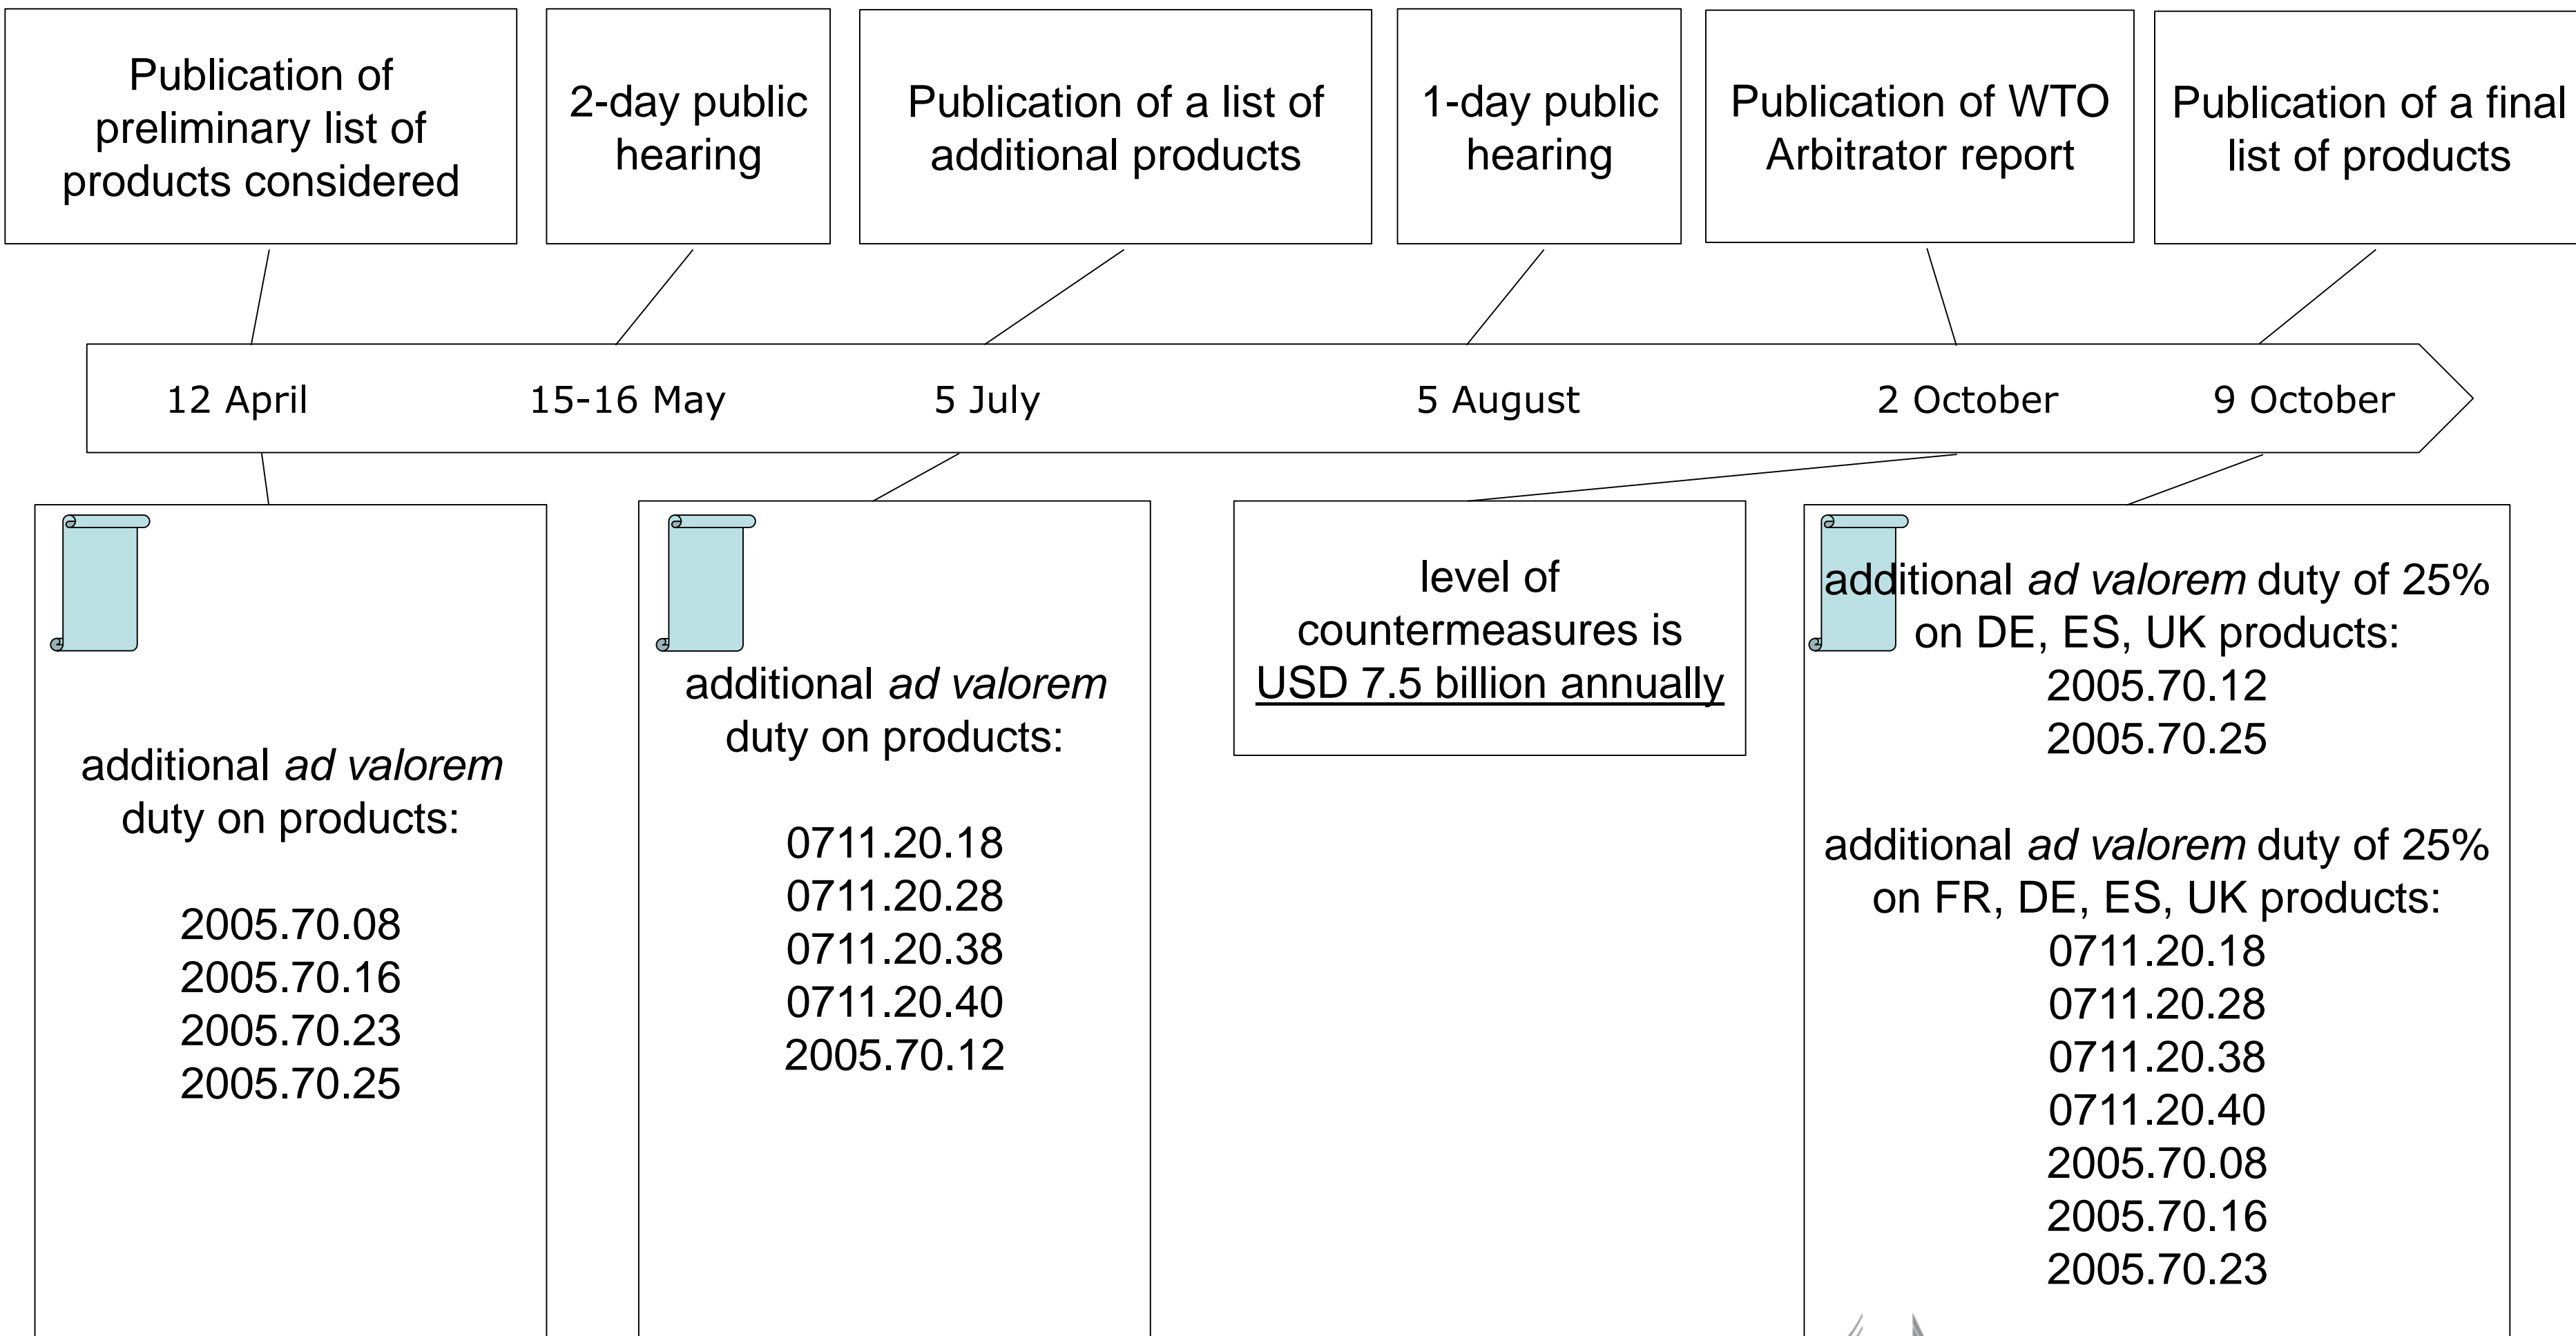 Publication of
preliminary list of
products considered
2-day public
hearing
Publication of a list of
additional products
1-day public
hearing
Publication of WTO
Arbitrator report
Publication of a final
list of products
12 April
15-16 May
5 July
5 August
2 October
9 October
additional ad valorem
duty on products:
2005.70.08
2005.70.16
2005.70.23
2005.70.25
additional ad valorem
duty on products:
0711.20.18
0711.20.28
0711.20.38
0711.20.40
2005.70.12
level of
countermeasures is
USD 7.5 billion annually
additional ad valorem duty of 25%
on DE, ES, UK products:
2005.70.12
2005.70.25
additional ad valorem duty of 25%
on FR, DE, ES, UK products:
0711.20.18
0711.20.28
0711.20.38
0711.20.40
2005.70.08
2005.70.16
2005.70.23